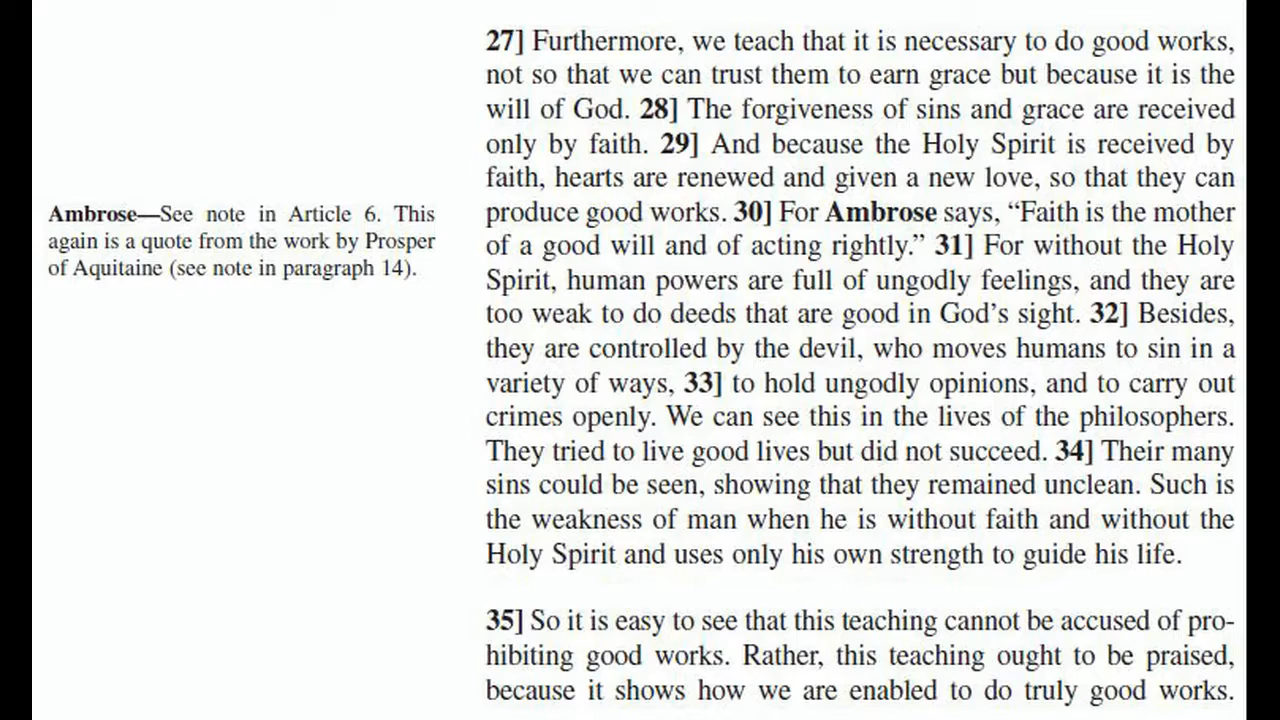 27] Furthermore, we teach that it is necessary to do good works,
not so that we can trust them to earn grace but because it is the
will of God. 28] The forgiveness of sins and grace are received
only by faith. 29] And because the Holy Spirit is received by
faith, hearts are renewed and given a new love, so that they can
produce good works. 30] For Ambrose says, “Faith is the mother
of a good will and of acting rightly.” 31] For without the Holy
Spirit, human powers are full of ungodly feelings, and they are
too weak to do deeds that are good in God’s sight. 32] Besides,
they are controlled by the devil, who moves humans to sin in a
variety of ways, 33] to hold ungodly opinions, and to carry out
crimes openly. We can see this in the lives of the philosophers.
They tried to live good lives but did not succeed. 34] Their many
sins could be seen, showing that they remained unclean. Such is
the weakness of man when he is without faith and without the
Holy Spirit and uses only his own strength to guide his life.
35] So it is easy to see that this teaching cannot be accused of pro-
hibiting good works. Rather, this teaching ought to be praised,
because it shows how we are enabled to do truly good works.
Ambrose—See note in Article 6. This
again is a quote from the work by Prosper
of Aquitaine (see note in paragraph 14).